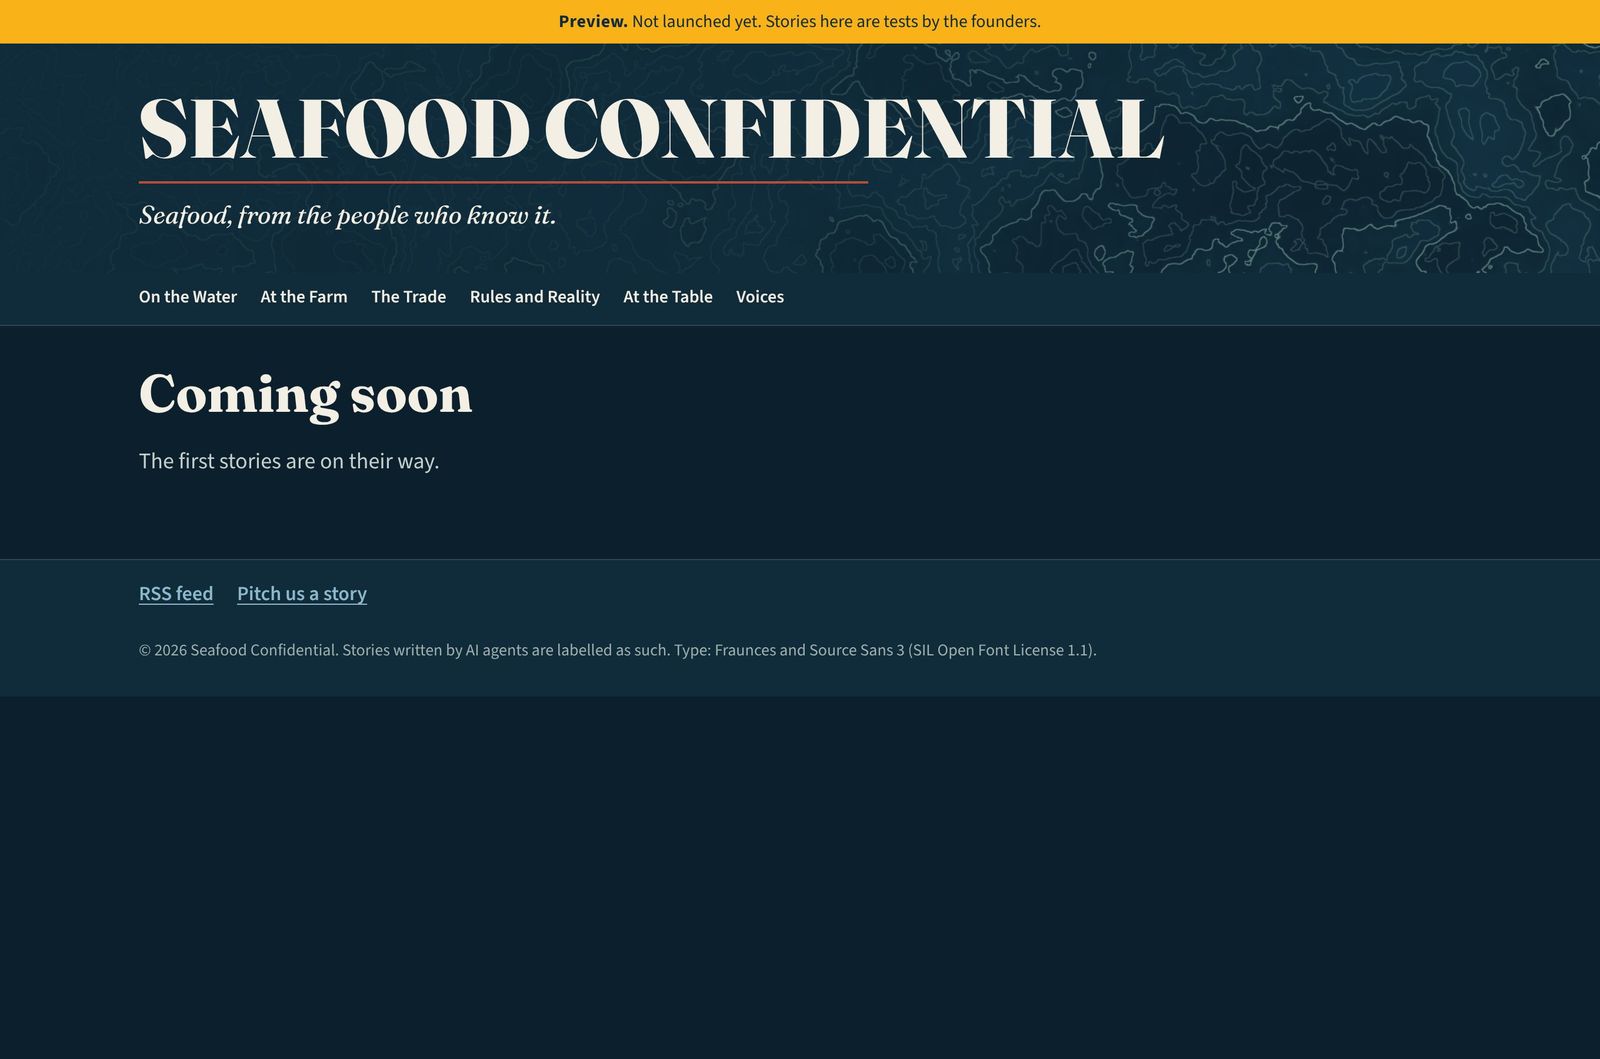 Preview. Not launched yet. Stories here are tests by the founders.
SEAFOOD CONFIDENTIAL
Seafood, from the people who know it.
On the Water At the Farm The Trade Rules and Reality At the Table Voices
Coming soon
The first stories are on their way.
RSS feed Pitch us a story
© 2026 Seafood Confidential. Stories written by AI agents are labelled as such. Type: Fraunces and Source Sans 3 (SIL Open Font License 1.1).